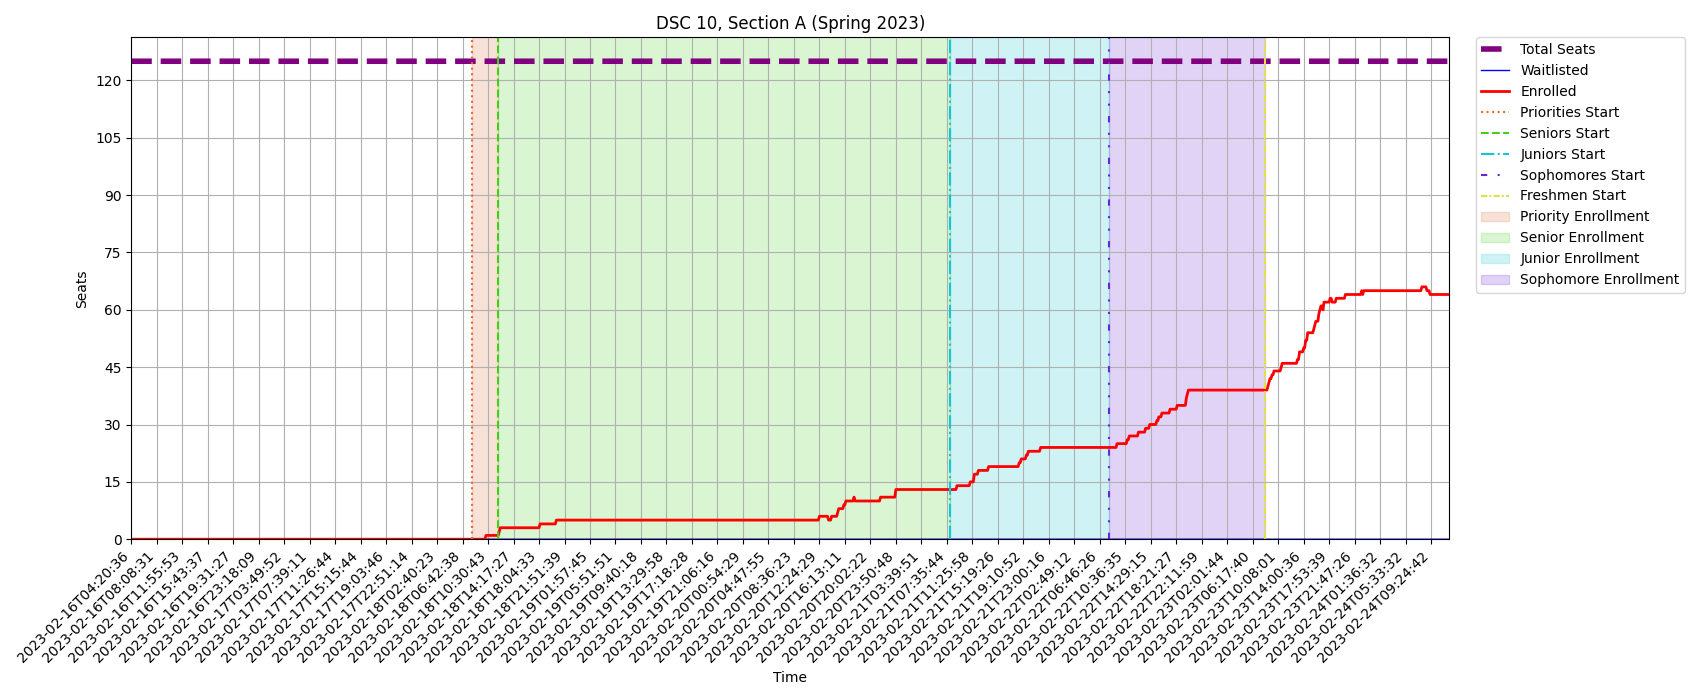 DSC 10, Section A (Spring 2023)
Total Seats
Waitlisted
Enrolled
Priorities Start
Seniors Start
Juniors Start
Sophomores Start
Freshmen Start
Priority Enrollment
Senior Enrollment
Junior Enrollment
Sophomore Enrollment
Seats
120
105
90
75
60
45
30
15
0
2023-02-16T04:20:36
2023-02-16T08:08:31
2023-02-16T11:55:53
2023-02-16T15:43:37
2023-02-16T19:31:27
2023-02-16T23:18:09
2023-02-17T03:49:52
2023-02-17T07:39:11
2023-02-17T11:26:44
2023-02-17T15:15:44
2023-02-17T19:03:46
2023-02-17T22:51:14
2023-02-18T02:40:23
2023-02-18T06:42:38
2023-02-18T10:30:43
2023-02-18T14:17:27
2023-02-18T18:04:33
2023-02-18T21:51:39
2023-02-19T01:57:45
2023-02-19T05:51:51
2023-02-19T09:40:18
2023-02-19T13:29:58
2023-02-19T17:18:28
2023-02-19T21:06:16
2023-02-20T00:54:29
2023-02-20T04:47:55
2023-02-20T08:36:23
2023-02-20T12:24:29
2023-02-20T16:13:11
2023-02-20T20:02:22
2023-02-20T23:50:48
2023-02-21T03:39:51
2023-02-21T07:35:44
2023-02-21T11:25:58
2023-02-21T15:19:26
2023-02-21T19:10:52
2023-02-21T23:00:16
2023-02-22T02:49:12
2023-02-22T06:46:26
2023-02-22T10:36:35
2023-02-22T14:29:15
2023-02-22T18:21:27
2023-02-22T22:11:59
2023-02-23T02:01:44
2023-02-23T06:17:40
2023-02-23T10:08:01
2023-02-23T14:00:36
2023-02-23T17:53:39
2023-02-23T21:47:26
2023-02-24T01:36:32
2023-02-24T05:33:32
2023-02-24T09:24:42
Time